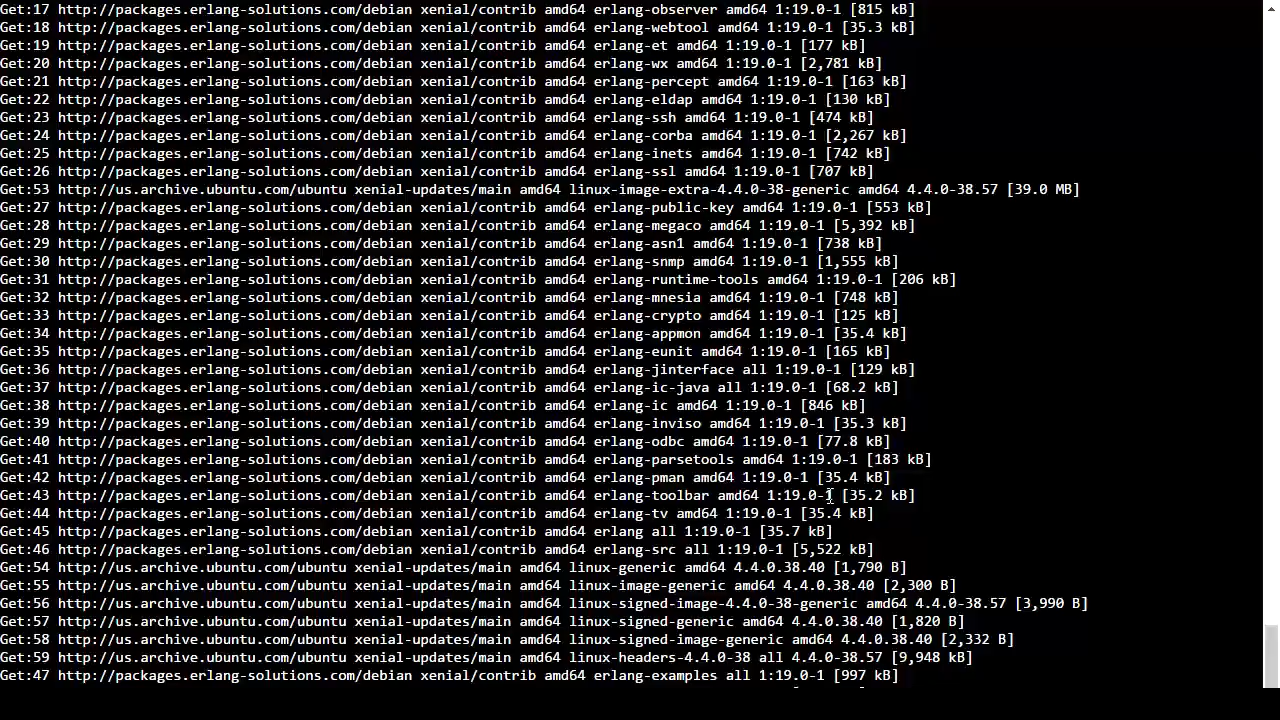 Get:17 http://packages.erlang-solutions.com/debian xenial/contrib amd64 erlang-observer amd64 1:19.0-1 [815 kB]
Get:18 http://packages.erlang-solutions.com/debian xenial/contrib amd64 erlang-webtool amd64 1:19.0-1 [35.3 kB]
Get:19 http://packages.erlang-solutions.com/debian xenial/contrib amd64 erlang-et amd64 1:19.0-1 [177 kB]
Get:20 http://packages.erlang-solutions.com/debian xenial/contrib amd64 erlang-wx amd64 1:19.0-1 [2,781 kB]
Get:21 http://packages.erlang-solutions.com/debian xenial/contrib amd64 erlang-percept amd64 1:19.0-1 [163 kB]
Get:22 http://packages.erlang-solutions.com/debian xenial/contrib amd64 erlang-eldap amd64 1:19.0-1 [130 kB]
Get:23 http://packages.erlang-solutions.com/debian xenial/contrib amd64 erlang-ssh amd64 1:19.0-1 [474 kB]
Get:24 http://packages.erlang-solutions.com/debian xenial/contrib amd64 erlang-corba amd64 1:19.0-1 [2,267 kB]
Get:25 http://packages.erlang-solutions.com/debian xenial/contrib amd64 erlang-inets amd64 1:19.0-1 [742 kB]
Get:26 http://packages.erlang-solutions.com/debian xenial/contrib amd64 erlang-ssl amd64 1:19.0-1 [707 kB]
Get:53 http://us.archive.ubuntu.com/ubuntu xenial-updates/main amd64 linux-image-extra-4.4.0-38-generic amd64 4.4.0-38.57 [39.0 MB]
Get:27 http://packages.erlang-solutions.com/debian xenial/contrib amd64 erlang-public-key amd64 1:19.0-1 [553 kB]
Get:28 http://packages.erlang-solutions.com/debian xenial/contrib amd64 erlang-megaco amd64 1:19.0-1 [5,392 kB]
Get:29 http://packages.erlang-solutions.com/debian xenial/contrib amd64 erlang-asn1 amd64 1:19.0-1 [738 kB]
Get:30 http://packages.erlang-solutions.com/debian xenial/contrib amd64 erlang-snmp amd64 1:19.0-1 [1,555 kB]
Get:31 http://packages.erlang-solutions.com/debian xenial/contrib amd64 erlang-runtime-tools amd64 1:19.0-1 [206 kB]
Get:32 http://packages.erlang-solutions.com/debian xenial/contrib amd64 erlang-mnesia amd64 1:19.0-1 [748 kB]
Get:33 http://packages.erlang-solutions.com/debian xenial/contrib amd64 erlang-crypto amd64 1:19.0-1 [125 kB]
Get:34 http://packages.erlang-solutions.com/debian xenial/contrib amd64 erlang-appmon amd64 1:19.0-1 [35.4 kB]
Get:35 http://packages.erlang-solutions.com/debian xenial/contrib amd64 erlang-eunit amd64 1:19.0-1 [165 kB]
Get:36 http://packages.erlang-solutions.com/debian xenial/contrib amd64 erlang-jinterface all 1:19.0-1 [129 kB]
Get:37 http://packages.erlang-solutions.com/debian xenial/contrib amd64 erlang-ic-java all 1:19.0-1 [68.2 kB]
Get:38 http://packages.erlang-solutions.com/debian xenial/contrib amd64 erlang-ic amd64 1:19.0-1 [846 kB]
Get:39 http://packages.erlang-solutions.com/debian xenial/contrib amd64 erlang-inviso amd64 1:19.0-1 [35.3 kB]
Get:40 http://packages.erlang-solutions.com/debian xenial/contrib amd64 erlang-odbc amd64 1:19.0-1 [77.8 kB]
Get:41 http://packages.erlang-solutions.com/debian xenial/contrib amd64 erlang-parsetools amd64 1:19.0-1 [183 kB]
Get:42 http://packages.erlang-solutions.com/debian xenial/contrib amd64 erlang-pman amd64 1:19.0-1 [35.4 kB]
Get:43 http://packages.erlang-solutions.com/debian xenial/contrib amd64 erlang-toolbar amd64 1:19.0-1 [35.2 kB]
Get:44 http://packages.erlang-solutions.com/debian xenial/contrib amd64 erlang-tv amd64 1:19.0-1 [35.4 kB]
Get:45 http://packages.erlang-solutions.com/debian xenial/contrib amd64 erlang all 1:19.0-1 [35.7 kB]
Get:46 http://packages.erlang-solutions.com/debian xenial/contrib amd64 erlang-src all 1:19.0-1 [5,522 kB]
Get:54 http://us.archive.ubuntu.com/ubuntu xenial-updates/main amd64 linux-generic amd64 4.4.0.38.40 [1,790 B]
Get:55 http://us.archive.ubuntu.com/ubuntu xenial-updates/main amd64 linux-image-generic amd64 4.4.0.38.40 [2,300 B]
Get:56 http://us.archive.ubuntu.com/ubuntu xenial-updates/main amd64 linux-signed-image-4.4.0-38-generic amd64 4.4.0-38.57 [3,990 B]
Get:57 http://us.archive.ubuntu.com/ubuntu xenial-updates/main amd64 linux-signed-generic amd64 4.4.0.38.40 [1,820 B]
Get:58 http://us.archive.ubuntu.com/ubuntu xenial-updates/main amd64 linux-signed-image-generic amd64 4.4.0.38.40 [2,332 B]
Get:59 http://us.archive.ubuntu.com/ubuntu xenial-updates/main amd64 linux-headers-4.4.0-38 all 4.4.0-38.57 [9,948 kB]
Get:47 http://packages.erlang-solutions.com/debian xenial/contrib amd64 erlang-examples all 1:19.0-1 [997 kB]